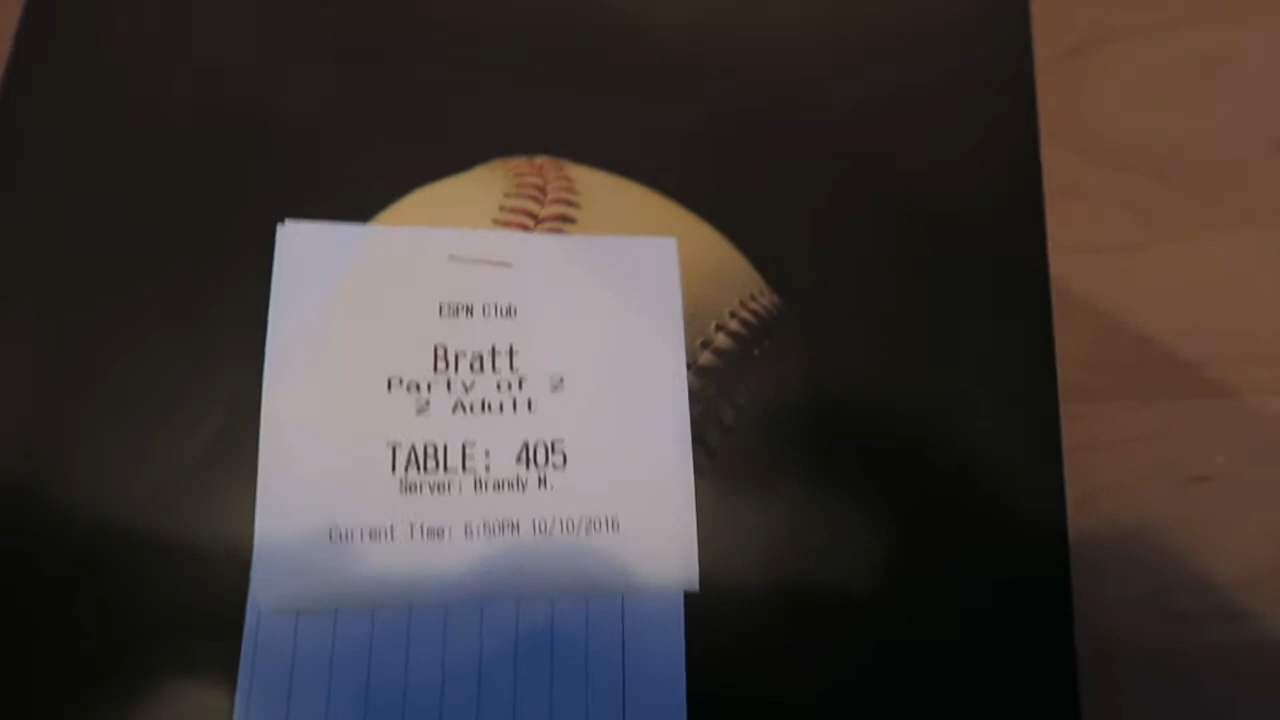 ESPN Club
Bratt
Party of 2
2 Adult
TABLE: 405
Server: Brandy M.
Current Time: 6:50PM 10/10/2016